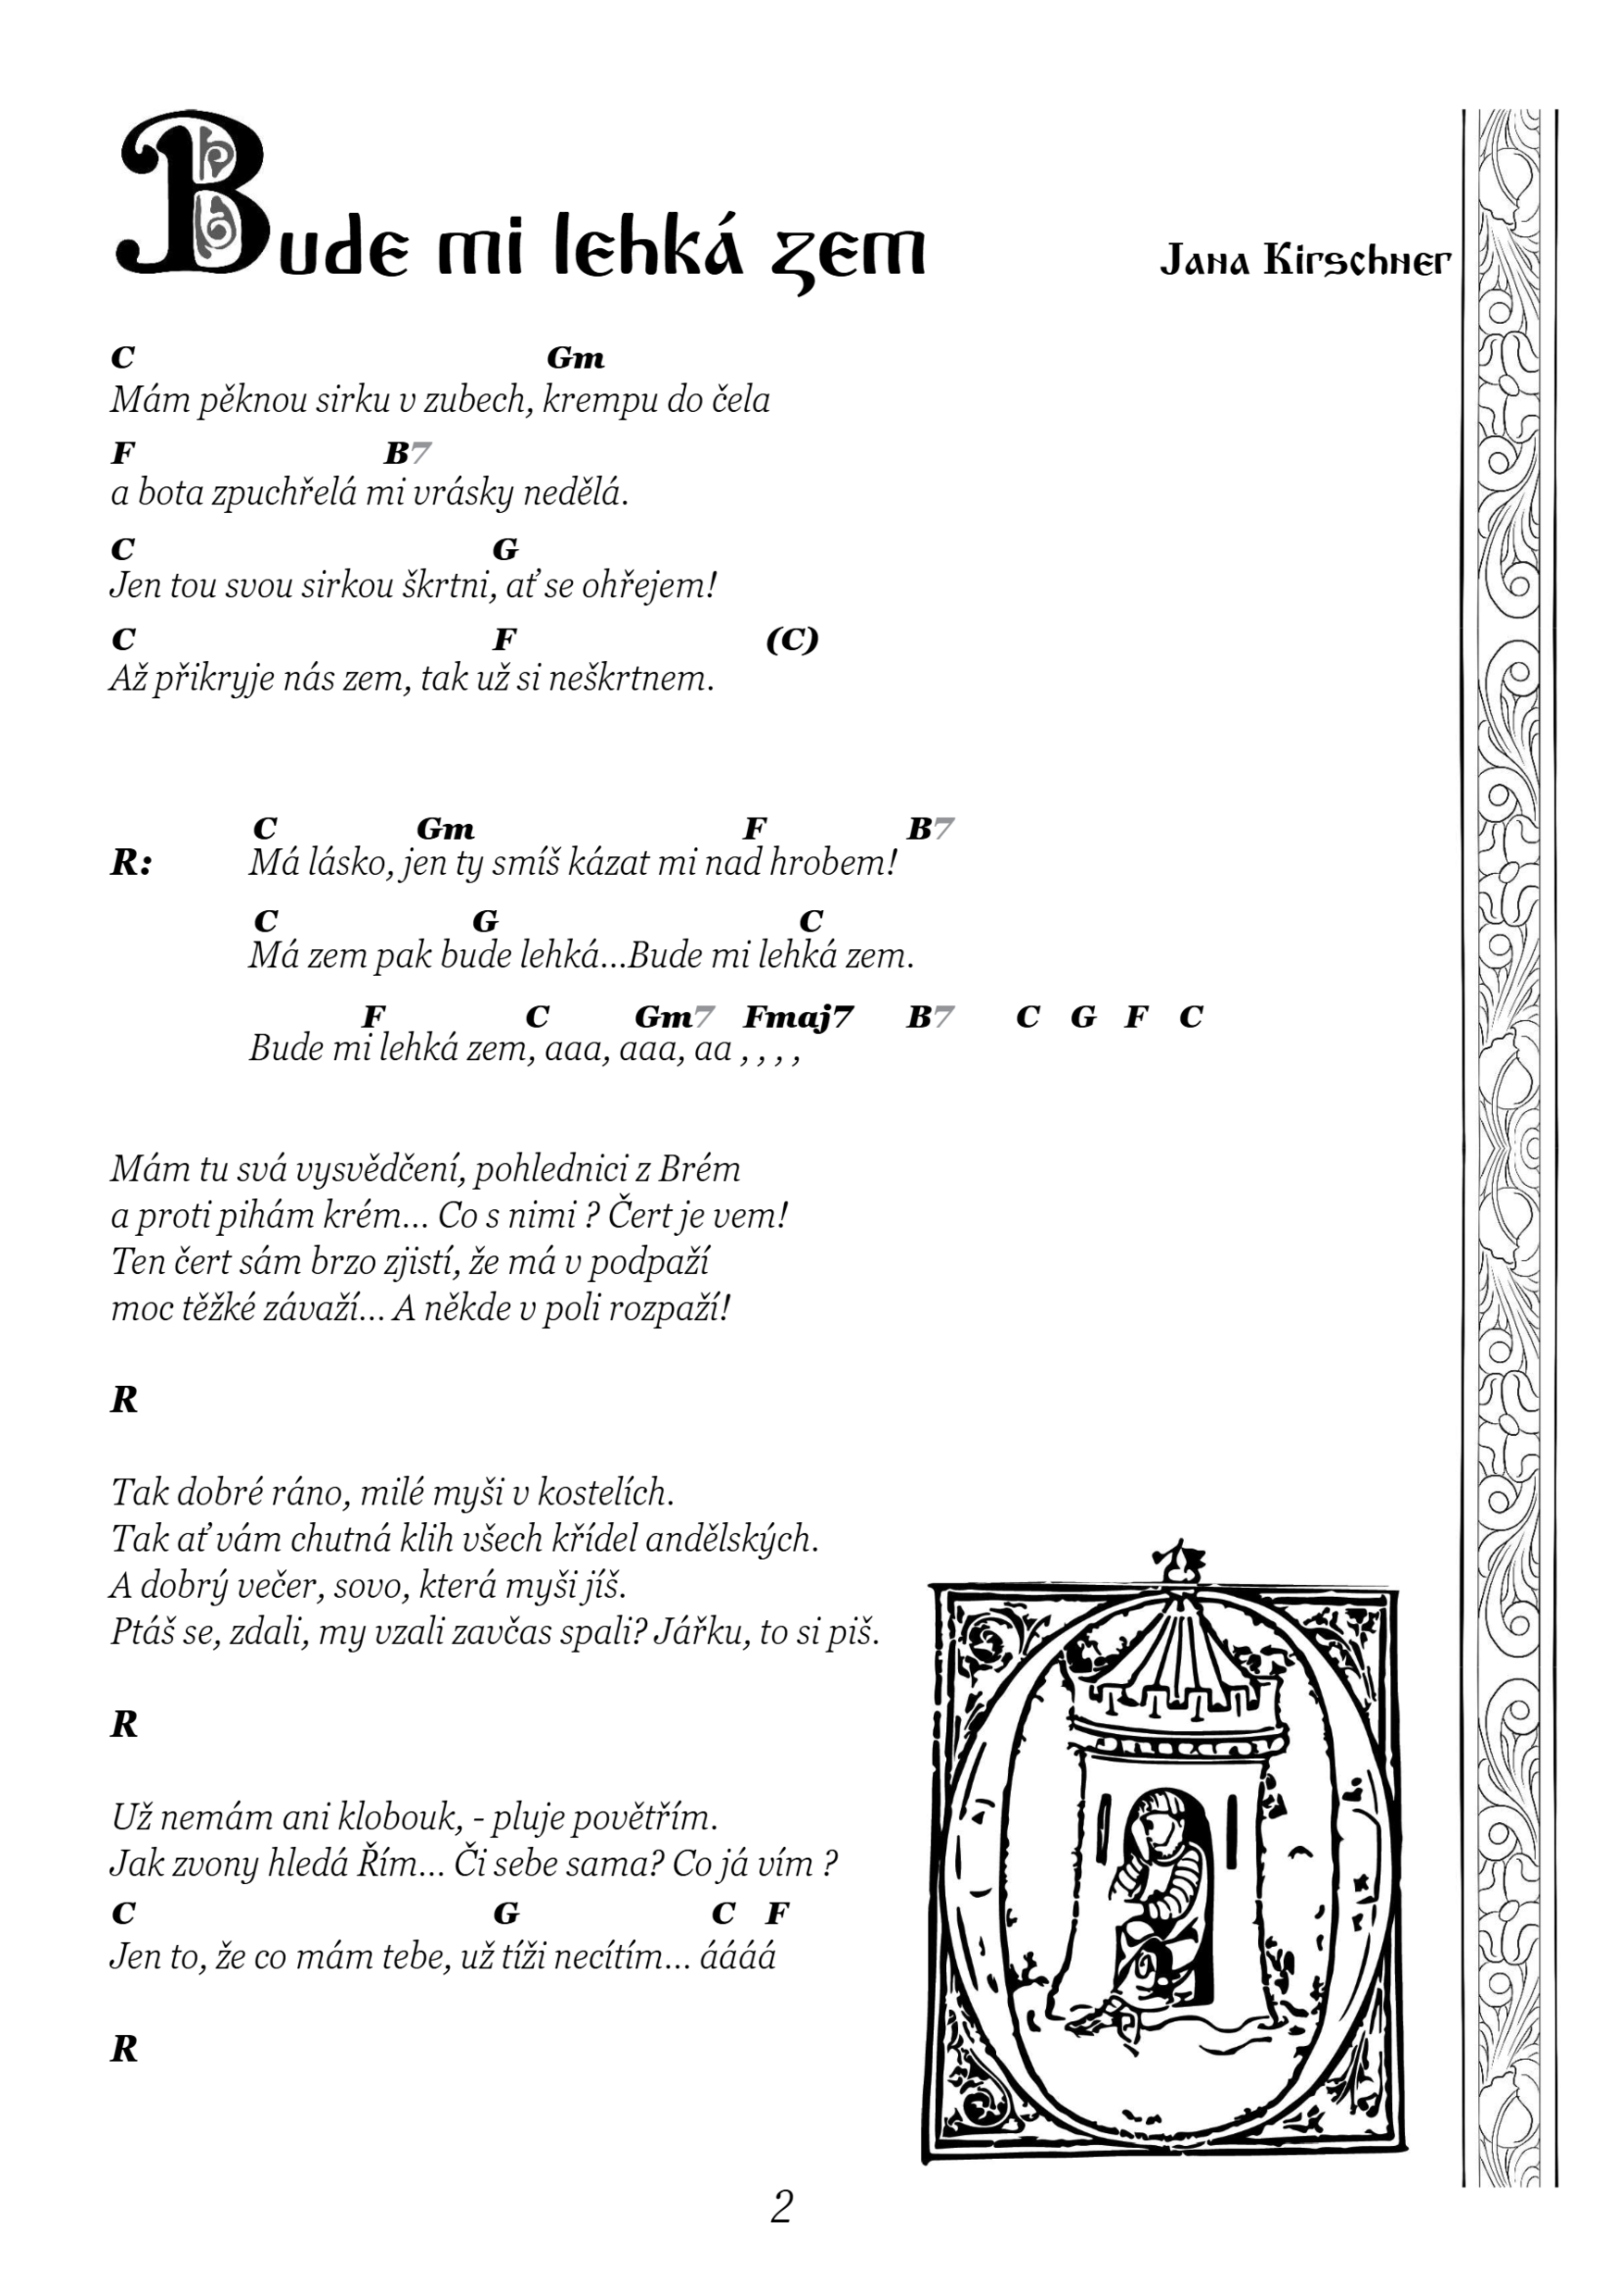 Bude mi lehká zem
Jana Kirschner
C Gm
Mám pěknou sirku v zubech, krempu do čela
F B7
a bota zpuchřelá mi vrásky nedělá.
C G
Jen tou svou sirkou škrtni, ať se ohřejem!
C F (C)
Až přikryje nás zem, tak už si neškrtnem.
C Gm F B7
R: Má lásko, jen ty smíš kázat mi nad hrobem!
C G C
Má zem pak bude lehká...Bude mi lehká zem.
F C Gm7 Fmaj7 B7 C G F C
Bude mi lehká zem, aaa, aaa, aa , , , ,
Mám tu svá vysvědčení, pohlednici z Brém
a proti pihám krém... Co s nimi ? Čert je vem!
Ten čert sám brzo zjistí, že má v podpaží
moc těžké závaží... A někde v poli rozpaží!
R
Tak dobré ráno, milé myši v kostelích.
Tak ať vám chutná klih všech křídel andělských.
A dobrý večer, sovo, která myši jíš.
Ptáš se, zdali, my vzali zavčas spali? Jářku, to si piš.
R
Už nemám ani klobouk, - pluje povětřím.
Jak zvony hledá Řím... Či sebe sama? Co já vím ?
C G C F
Jen to, že co mám tebe, už tíži necítím... áááá
R
2